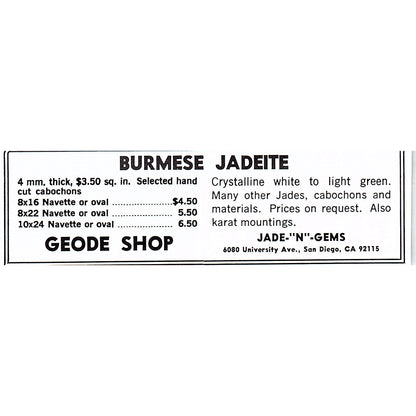 BURMESE JADEITE
4 mm. thick, $3.50 sq. in. Selected hand
cut cabochons
8x16 Navette or oval ..............$4.50
8x22 Navette or oval .............. 5.50
10x24 Navette or oval .............. 6.50
GEODE SHOP
Crystalline white to light green.
Many other Jades, cabochons and
materials. Prices on request. Also
karat mountings.
JADE-"N"-GEMS
6080 University Ave., San Diego, CA 92115